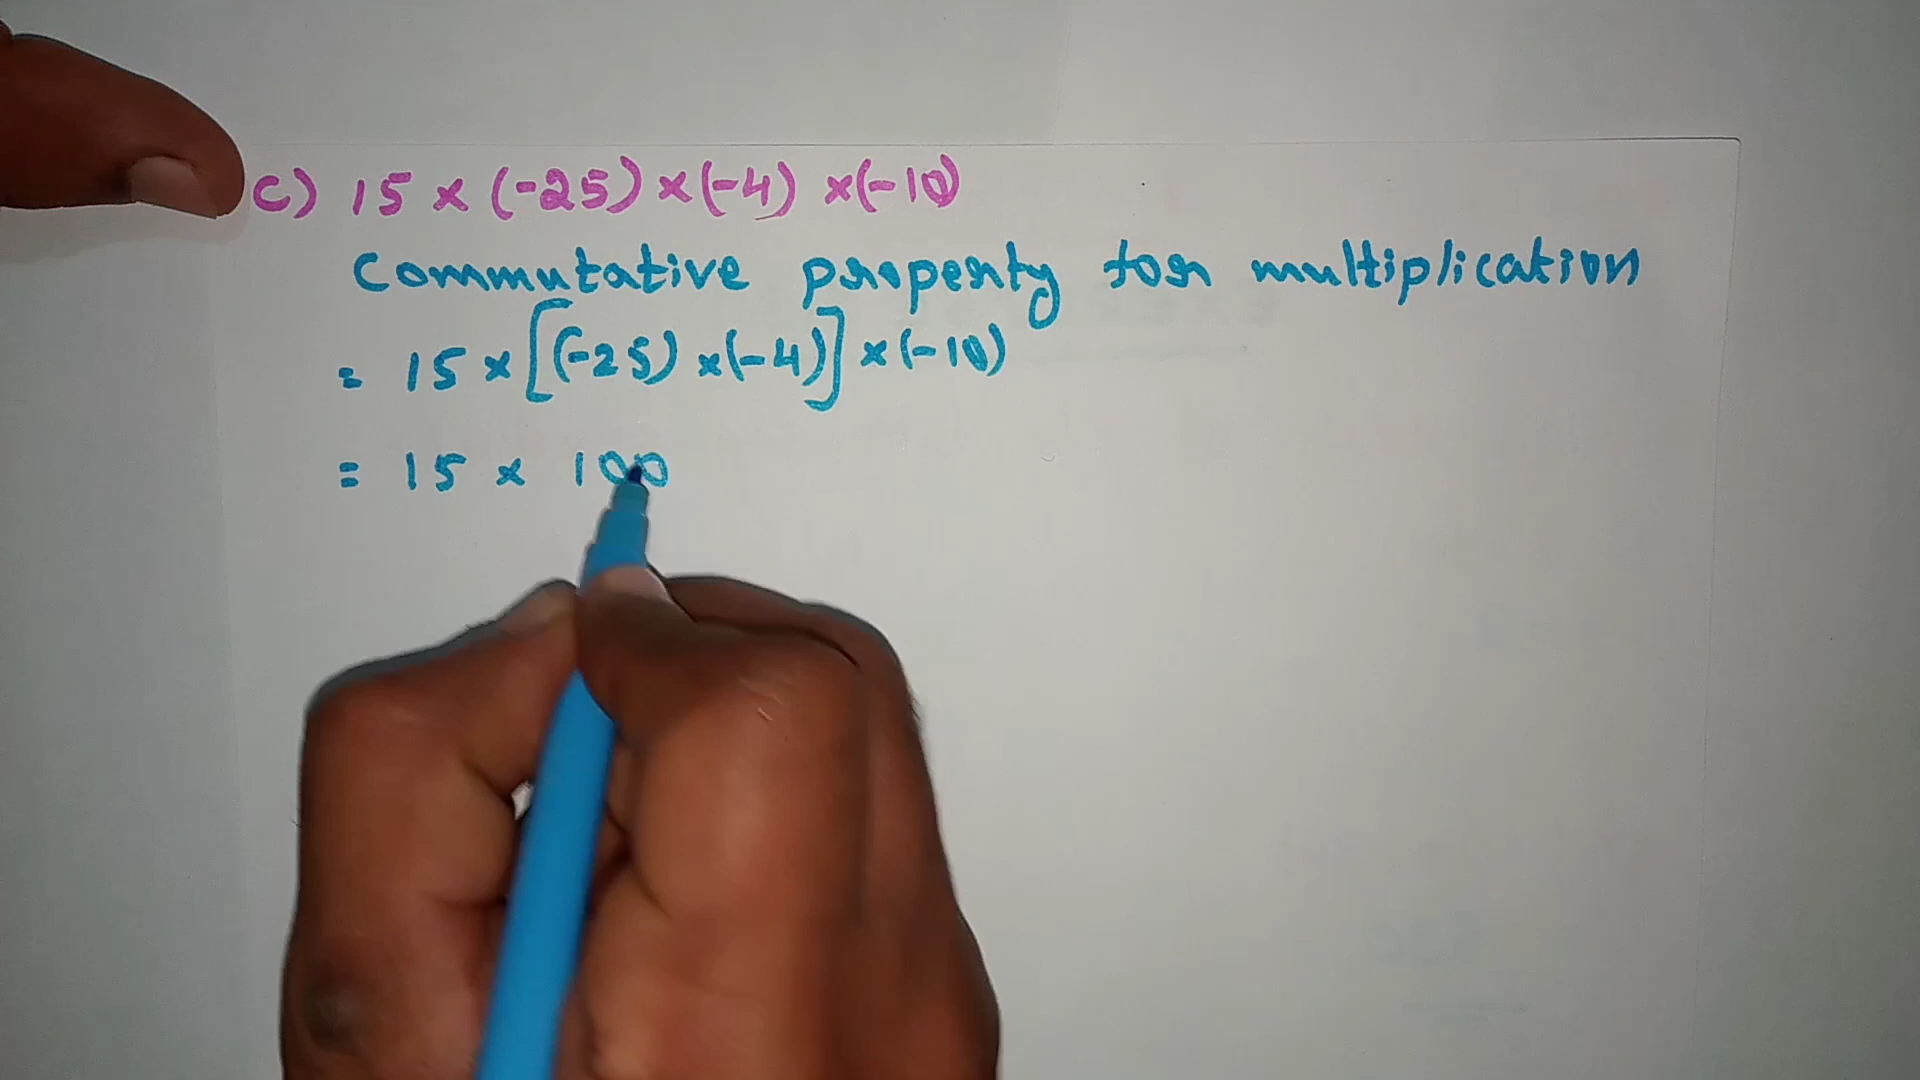 C) 15 × (-25) × (-4) × (-10)
Commutative property for multiplication
= 15 × [(-25) × (-4)] × (-10)
= 15 × 100